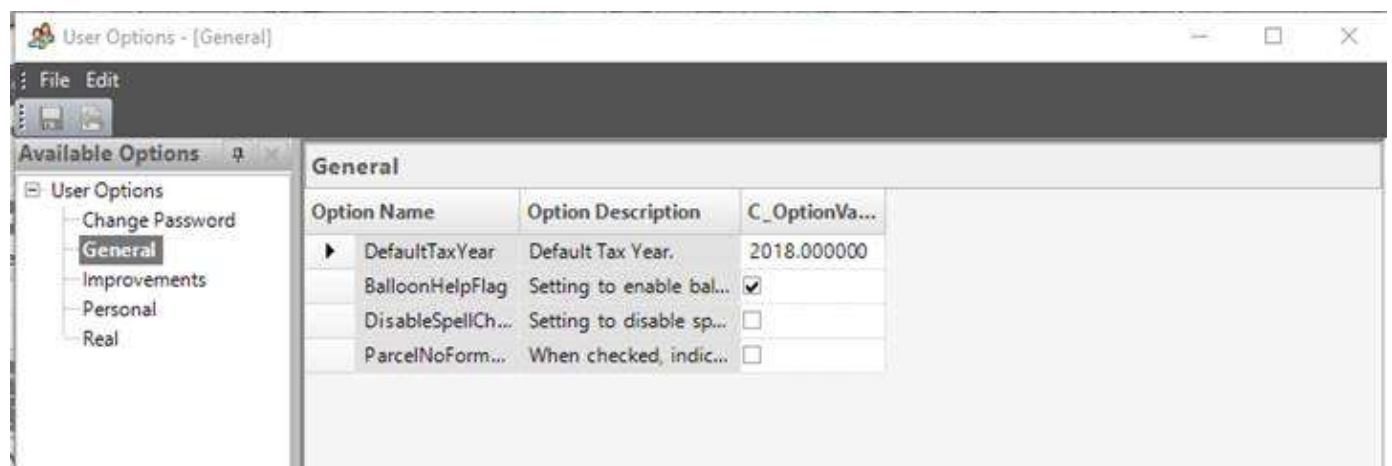 User Options - [General]
File Edit
Available Options
User Options
Change Password
General
Improvements
Personal
Real
General
Option Name Option Description C_OptionVa...
DefaultTaxYear Default Tax Year. 2018.000000
BalloonHelpFlag Setting to enable bal...
DisableSpellCh... Setting to disable sp...
ParcelNoForm... When checked, indic...